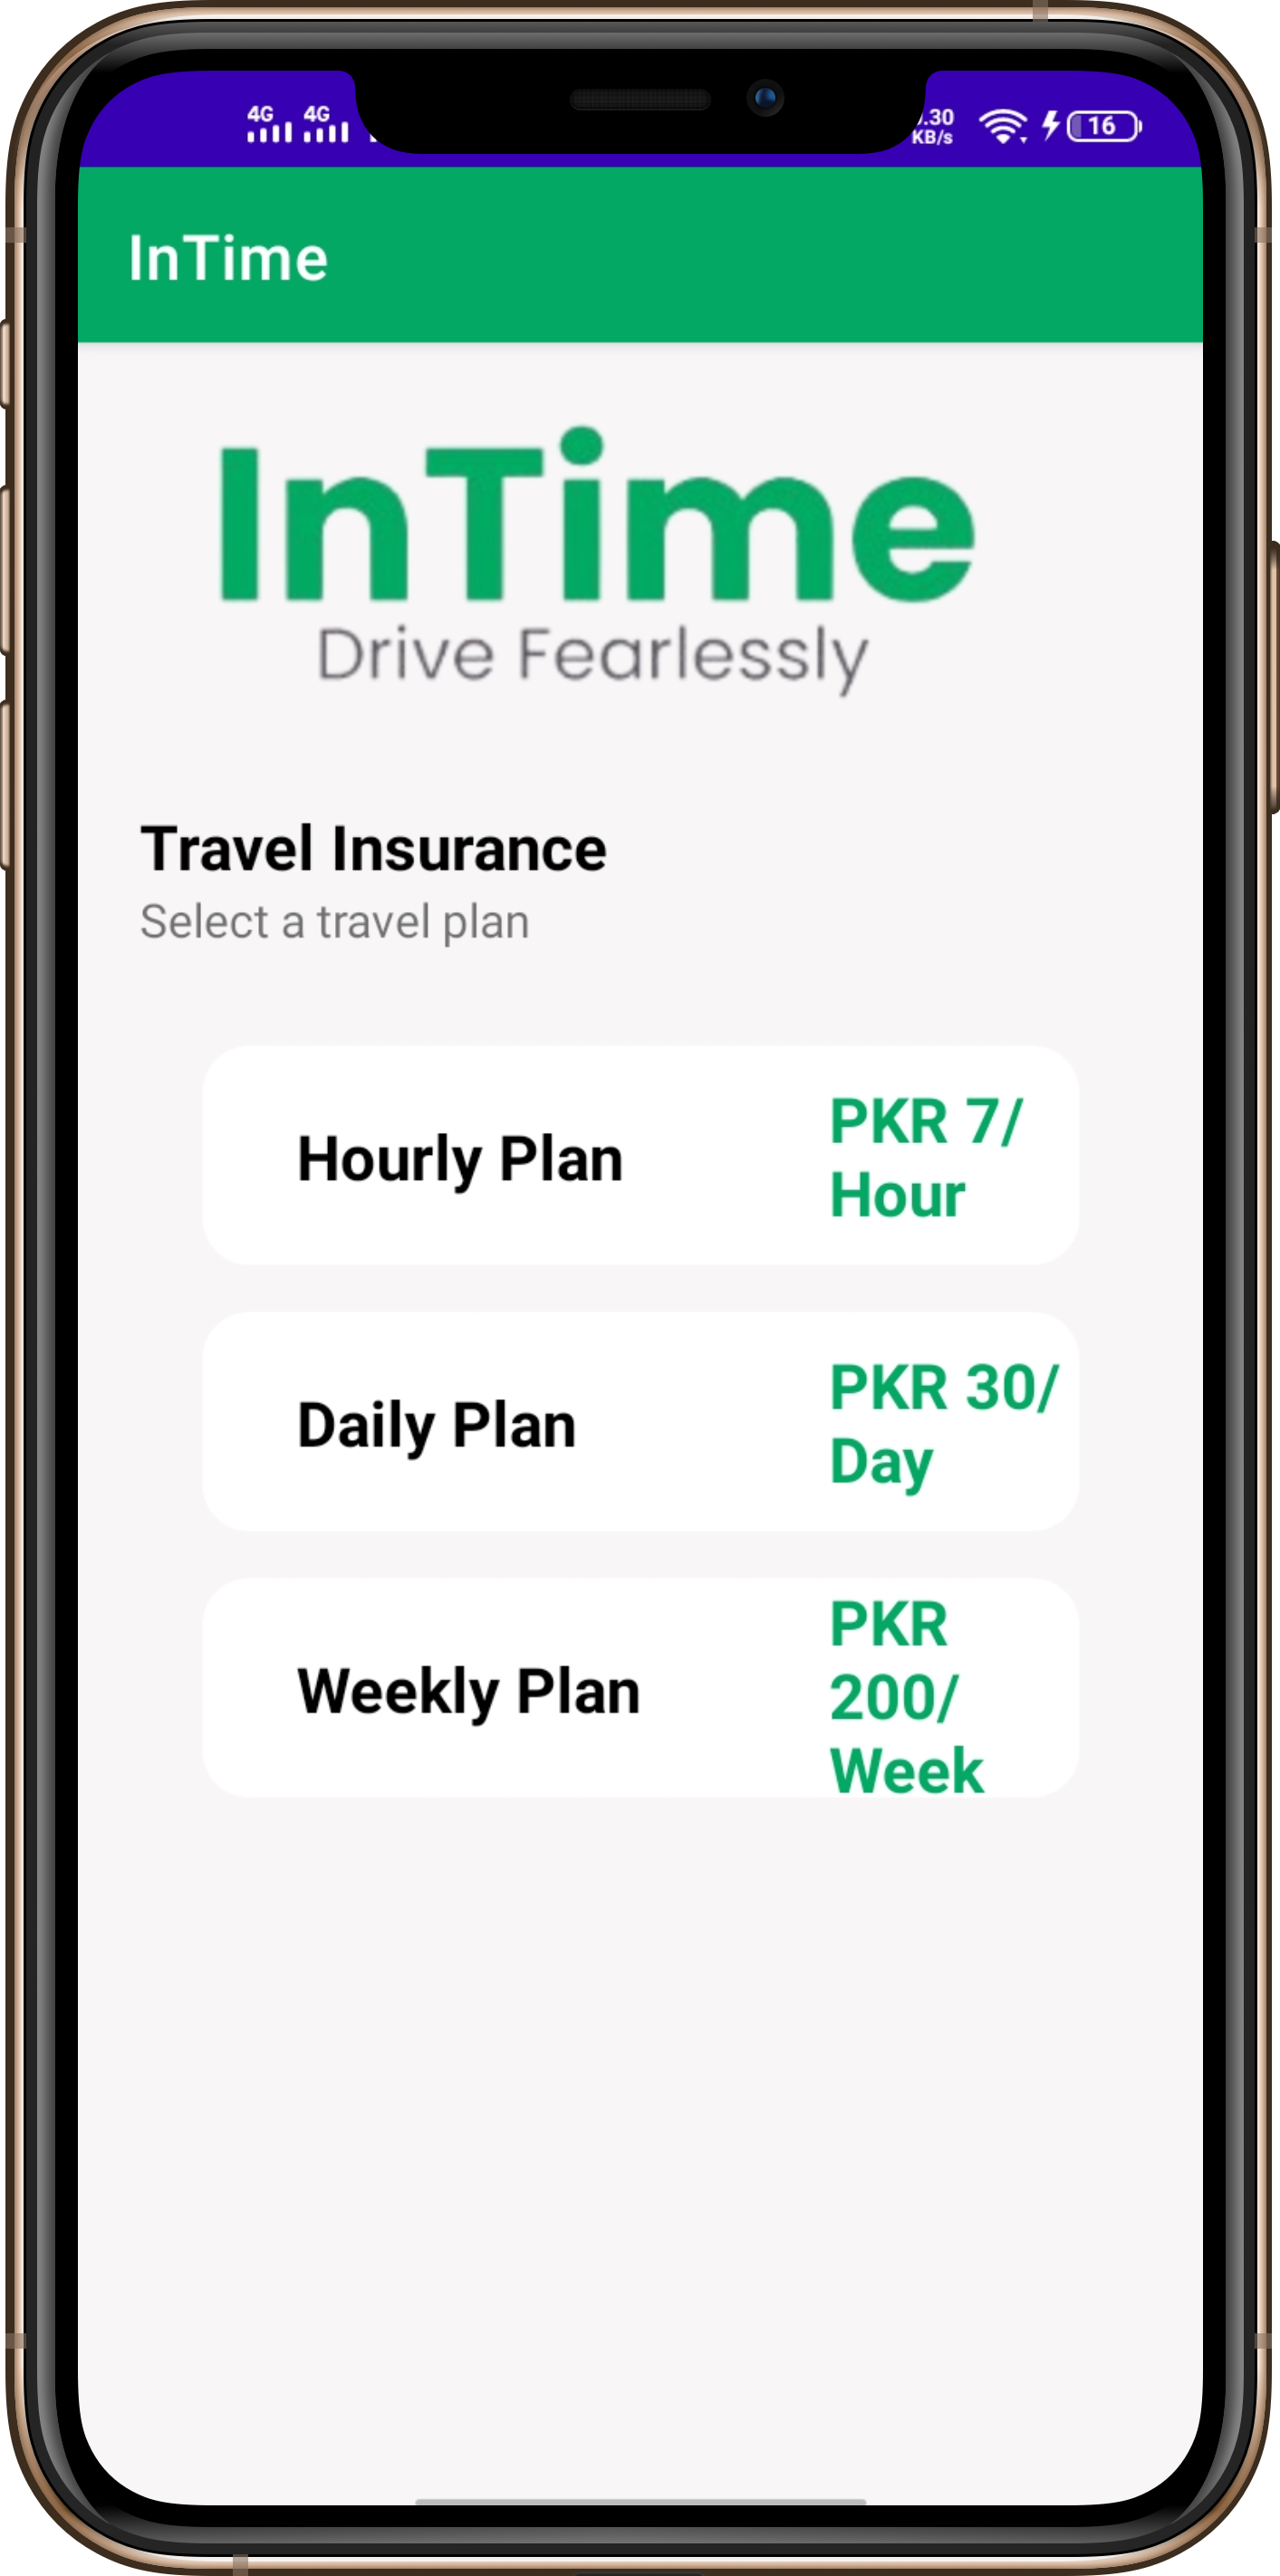 4G 4G
.30
KB/s
16
InTime
InTime
Drive Fearlessly
Travel Insurance
Select a travel plan
Hourly Plan
PKR 7/
Hour
Daily Plan
PKR 30/
Day
Weekly Plan
PKR
200/
Week